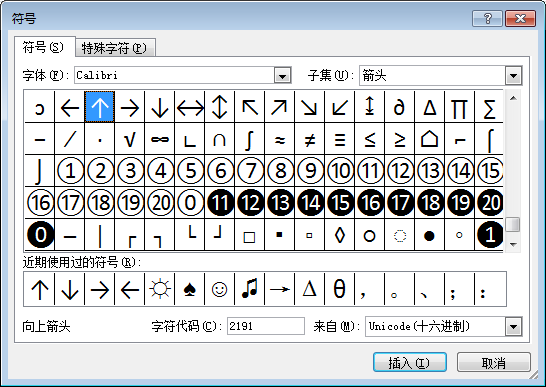 符号
符号(S) 特殊字符(P)
字体(F): Calibri 子集(U): 箭头
ɔ ← ↑ → ↓ ↔ ↕ ↖ ↗ ↘ ↙ ↨ ∂ ∆ ∏ ∑
− ∕ ∙ √ ∞ ∟ ∩ ∫ ≈ ≠ ≡ ≤ ≥ ⌂ ⌐ ⌠
⌡ ① ② ③ ④ ⑤ ⑥ ⑦ ⑧ ⑨ ⑩ ⑪ ⑫ ⑬ ⑭ ⑮
⑯ ⑰ ⑱ ⑲ ⑳ ⓪ ⓫ ⓬ ⓭ ⓮ ⓯ ⓰ ⓱ ⓲ ⓳ ⓴
⓿ ─ │ ┌ ┐ └ ┘ □ ▪ ▫ ◊ ○ ◌ ● ◦ ❶
近期使用过的符号(R):
↑ ↓ → ← ☼ ♠ ☺ ♫ → Δ θ ， 。 、 ； ：
向上箭头 字符代码(C): 2191 来自(M): Unicode(十六进制)
插入(I) 取消